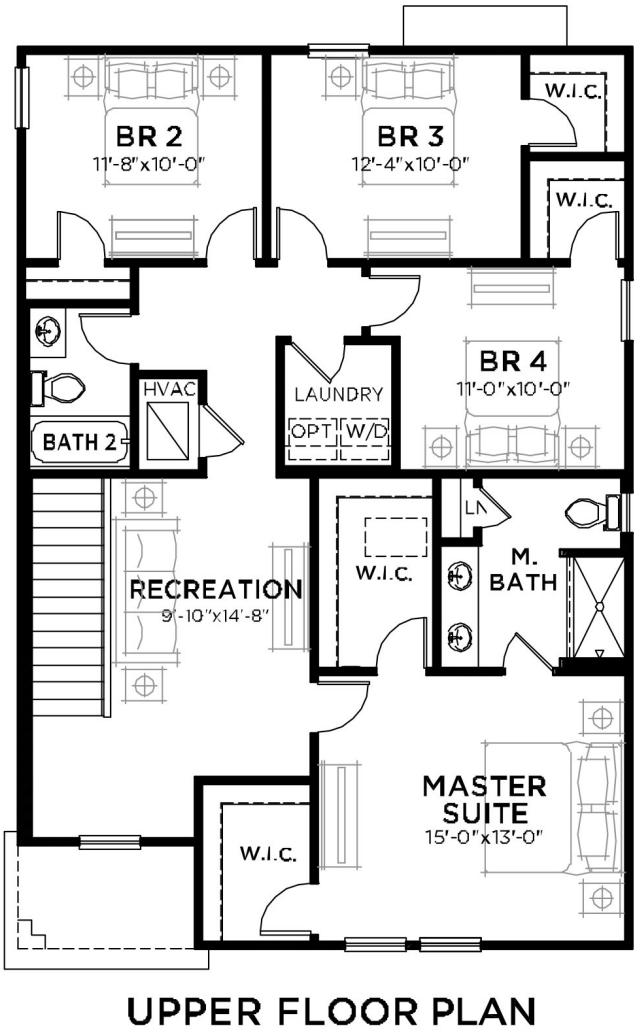 W.I.C.
BR 2
11'-8"x10'-0"
BR 3
12'-4"x10'-0"
W.I.C.
BR 4
11'-0"x10'-0"
HVAC
LAUNDRY
OPT W/D
BATH 2
LN
M.
BATH
W.I.C.
RECREATION
9'-10"x14'-8"
MASTER
SUITE
15'-0"x13'-0"
W.I.C.
UPPER FLOOR PLAN